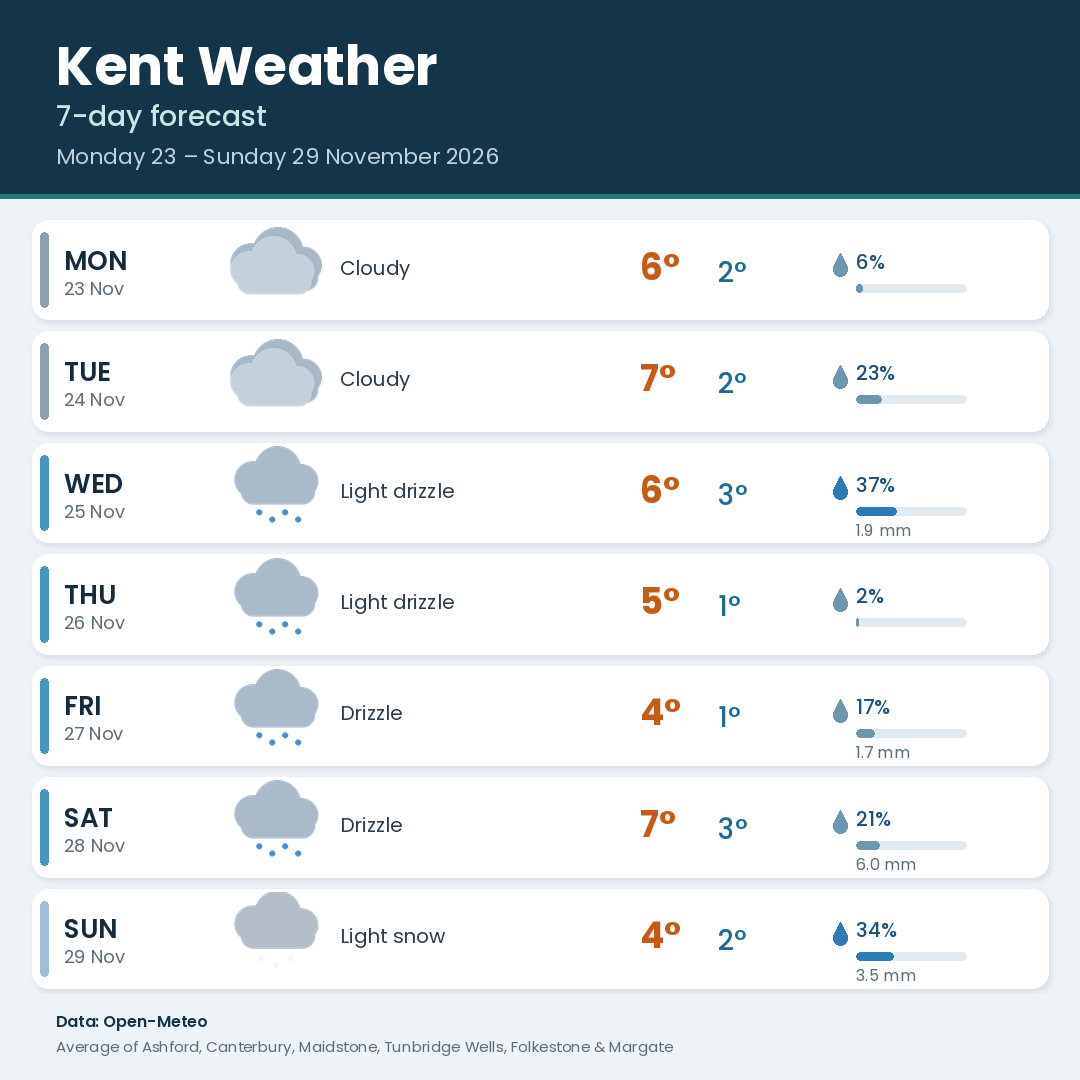 Kent Weather
7-day forecast
Monday 23 – Sunday 29 November 2026
MON
23 Nov
Cloudy
6°
2°
6%
TUE
24 Nov
Cloudy
7°
2°
23%
WED
25 Nov
Light drizzle
6°
3°
37%
1.9 mm
THU
26 Nov
Light drizzle
5°
1°
2%
FRI
27 Nov
Drizzle
4°
1°
17%
1.7 mm
SAT
28 Nov
Drizzle
7°
3°
21%
6.0 mm
SUN
29 Nov
Light snow
4°
2°
34%
3.5 mm
Data: Open-Meteo
Average of Ashford, Canterbury, Maidstone, Tunbridge Wells, Folkestone & Margate